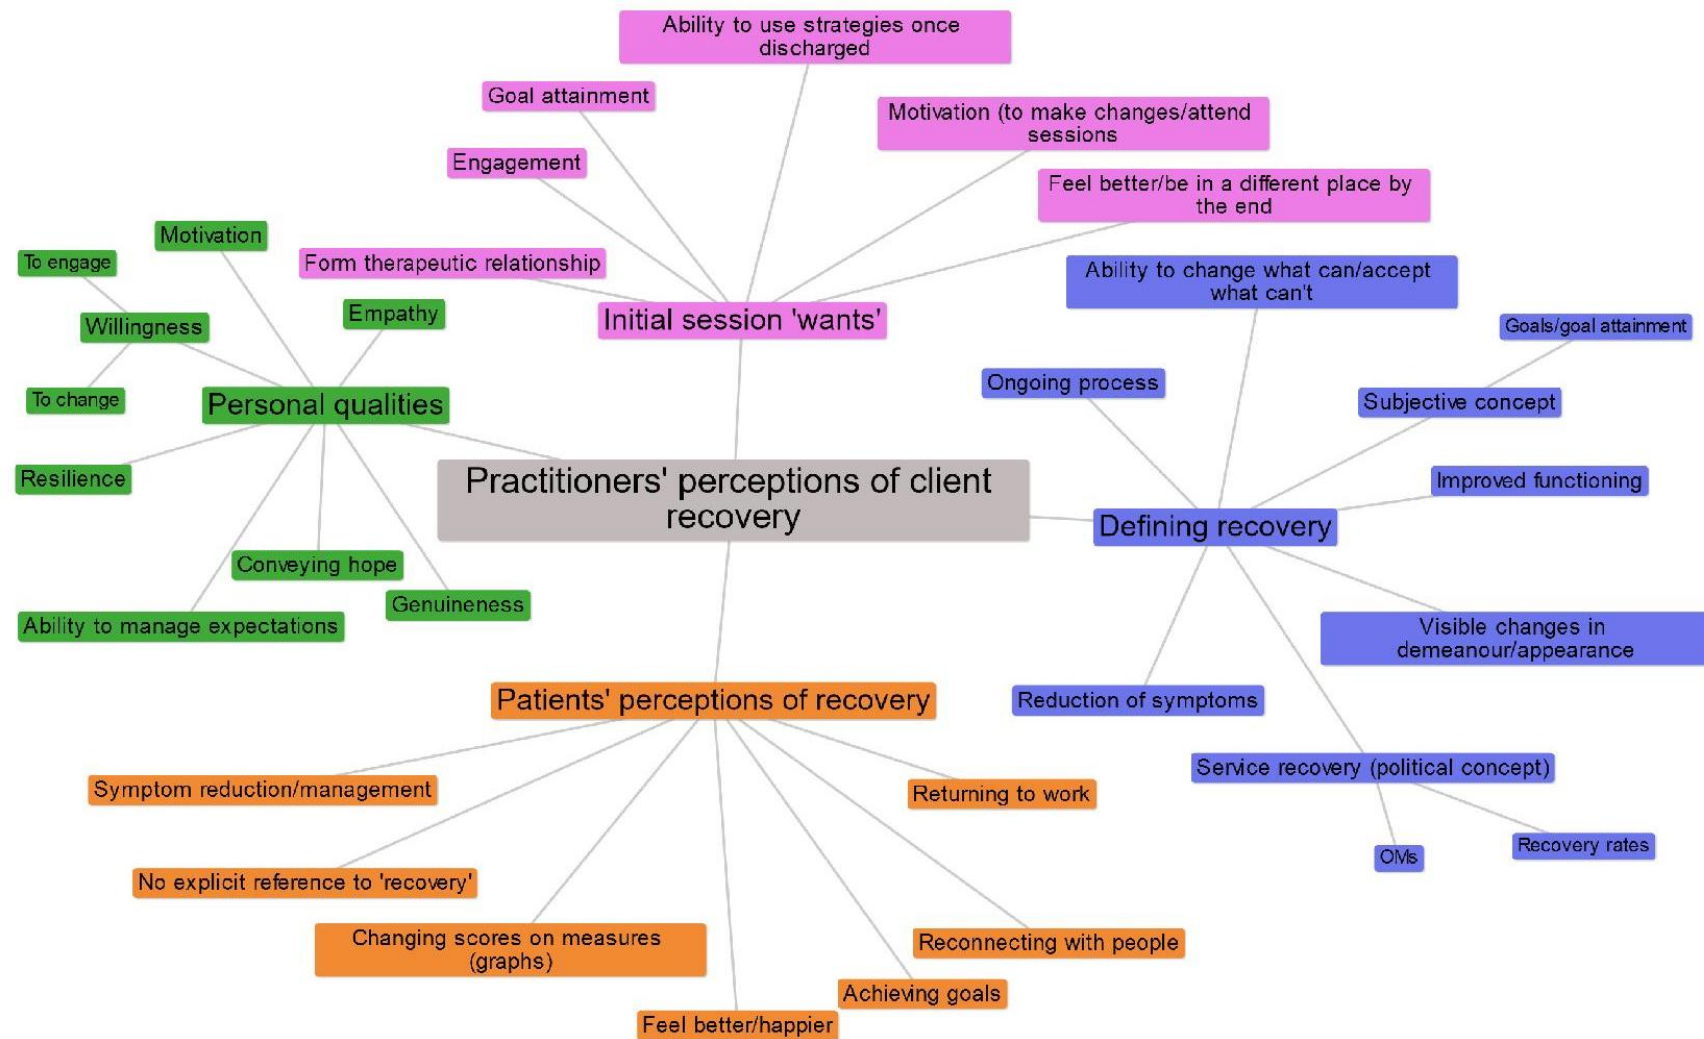 Ability to use strategies once
discharged
Goal attainment
Motivation (to make changes/attend
sessions
Engagement
Feel better/be in a different place by
the end
Form therapeutic relationship
Initial session 'wants'
Motivation
To engage
Willingness
Empathy
To change
Personal qualities
Resilience
Conveying hope
Genuineness
Ability to manage expectations
Practitioners' perceptions of client
recovery
Ability to change what can/accept
what can't
Goals/goal attainment
Ongoing process
Subjective concept
Improved functioning
Defining recovery
Visible changes in
demeanour/appearance
Reduction of symptoms
Service recovery (political concept)
OMs
Recovery rates
Patients' perceptions of recovery
Symptom reduction/management
Returning to work
No explicit reference to 'recovery'
Changing scores on measures
(graphs)
Reconnecting with people
Achieving goals
Feel better/happier